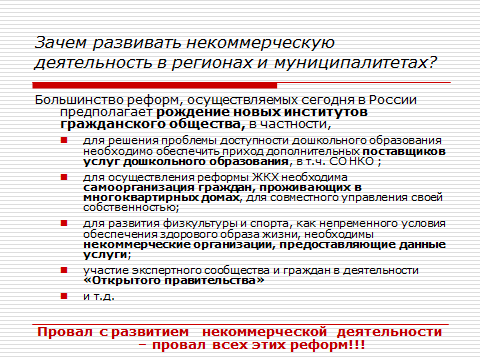 Зачем развивать некоммерческую
деятельность в регионах и муниципалитетах?
Большинство реформ, осуществляемых сегодня в России
предполагает рождение новых институтов
гражданского общества, в частности,
для решения проблемы доступности дошкольного образования
необходимо обеспечить приход дополнительных поставщиков
услуг дошкольного образования, в т.ч. СО НКО ;
для осуществления реформы ЖКХ необходима
самоорганизация граждан, проживающих в
многоквартирных домах, для совместного управления своей
собственностью;
для развития физкультуры и спорта, как непременного условия
обеспечения здорового образа жизни, необходимы
некоммерческие организации, предоставляющие данные
услуги;
участие экспертного сообщества и граждан в деятельности
«Открытого правительства»
и т.д.
Провал с развитием некоммерческой деятельности
– провал всех этих реформ!!!